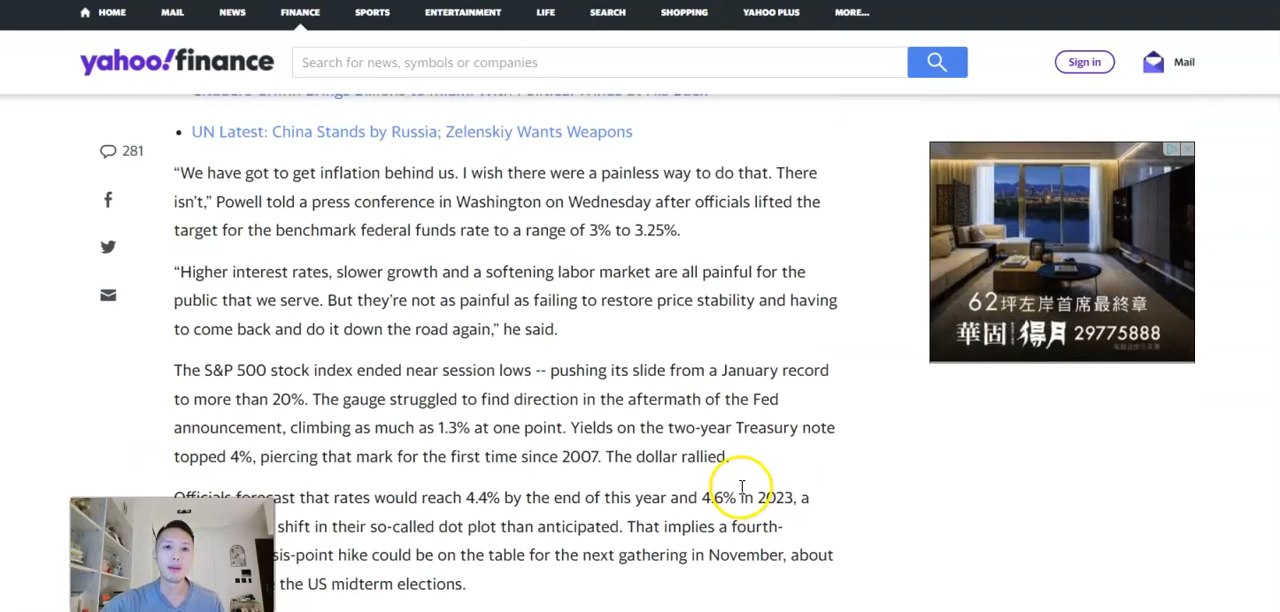 HOME MAIL NEWS FINANCE SPORTS ENTERTAINMENT LIFE SEARCH SHOPPING YAHOO PLUS MORE...
yahoo!finance
Search for news, symbols or companies
Sign in
Mail
UN Latest: China Stands by Russia; Zelenskiy Wants Weapons
281
“We have got to get inflation behind us. I wish there were a painless way to do that. There
isn’t,” Powell told a press conference in Washington on Wednesday after officials lifted the
target for the benchmark federal funds rate to a range of 3% to 3.25%.
“Higher interest rates, slower growth and a softening labor market are all painful for the
public that we serve. But they’re not as painful as failing to restore price stability and having
to come back and do it down the road again,” he said.
The S&P 500 stock index ended near session lows -- pushing its slide from a January record
to more than 20%. The gauge struggled to find direction in the aftermath of the Fed
announcement, climbing as much as 1.3% at one point. Yields on the two-year Treasury note
topped 4%, piercing that mark for the first time since 2007. The dollar rallied.
Officials forecast that rates would reach 4.4% by the end of this year and 4.6% in 2023, a
shift in their so-called dot plot than anticipated. That implies a fourth-
sis-point hike could be on the table for the next gathering in November, about
the US midterm elections.
62坪左岸首席最終章
華固 得月 29775888